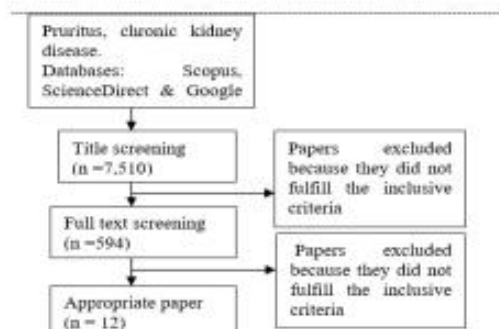 Pruritus, chronic kidney
disease.
Databases: Scopus,
ScienceDirect & Google
Title screening
(n =7.510)
Papers excluded
because they did not
fulfill the inclusive
criteria
Full text screening
(n =594)
Papers excluded
because they did not
fulfill the inclusive
criteria
Appropriate paper
(n = 12)